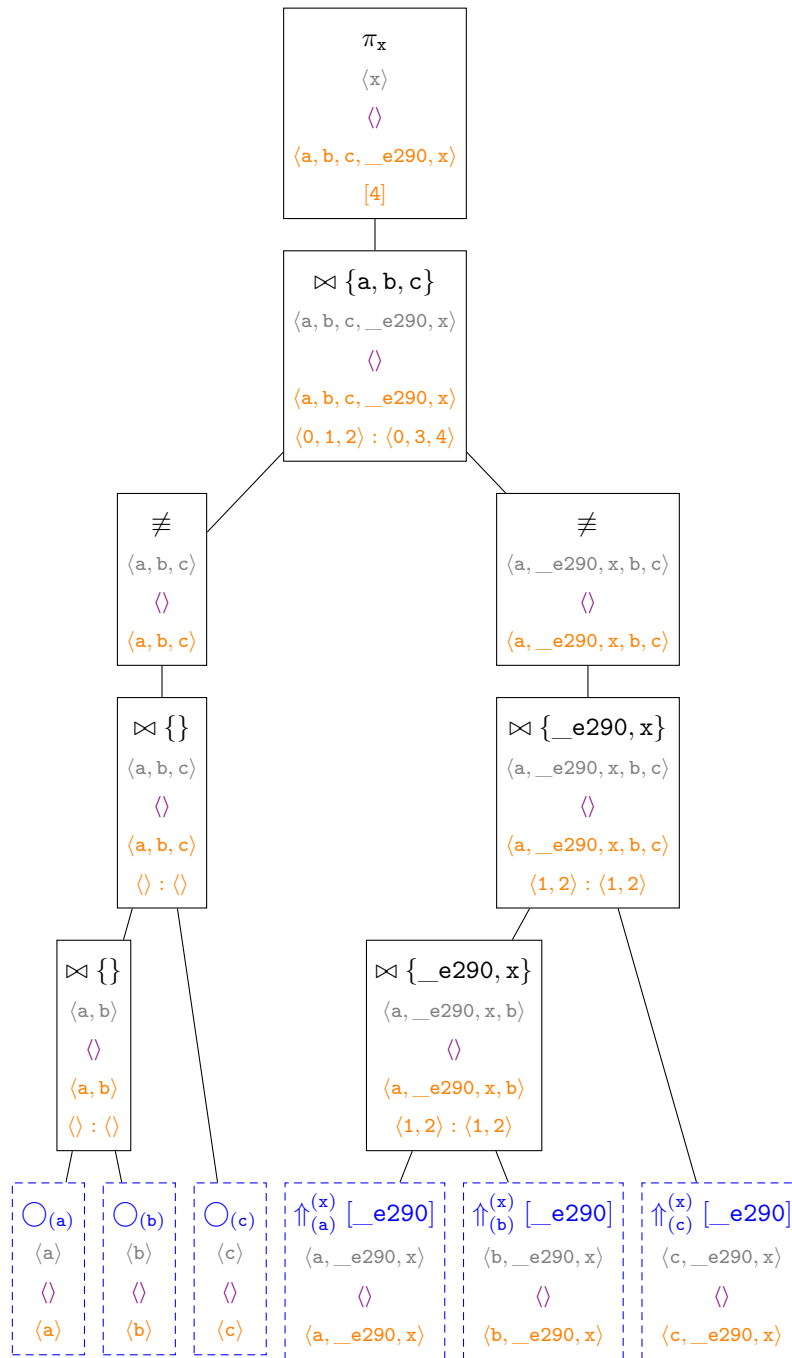 π_x
⟨x⟩
⟨⟩
⟨a, b, c, __e290, x⟩
[4]
⋈ {a, b, c}
⟨a, b, c, __e290, x⟩
⟨⟩
⟨a, b, c, __e290, x⟩
⟨0, 1, 2⟩ : ⟨0, 3, 4⟩
≢
⟨a, b, c⟩
⟨⟩
⟨a, b, c⟩
≢
⟨a, __e290, x, b, c⟩
⟨⟩
⟨a, __e290, x, b, c⟩
⋈ {}
⟨a, b, c⟩
⟨⟩
⟨a, b, c⟩
⟨⟩ : ⟨⟩
⋈ {__e290, x}
⟨a, __e290, x, b, c⟩
⟨⟩
⟨a, __e290, x, b, c⟩
⟨1, 2⟩ : ⟨1, 2⟩
⋈ {}
⟨a, b⟩
⟨⟩
⟨a, b⟩
⟨⟩ : ⟨⟩
⋈ {__e290, x}
⟨a, __e290, x, b⟩
⟨⟩
⟨a, __e290, x, b⟩
⟨1, 2⟩ : ⟨1, 2⟩
◯_(a)
⟨a⟩
⟨⟩
⟨a⟩
◯_(b)
⟨b⟩
⟨⟩
⟨b⟩
◯_(c)
⟨c⟩
⟨⟩
⟨c⟩
⇑_(a)^(x) [__e290]
⟨a, __e290, x⟩
⟨⟩
⟨a, __e290, x⟩
⇑_(b)^(x) [__e290]
⟨b, __e290, x⟩
⟨⟩
⟨b, __e290, x⟩
⇑_(c)^(x) [__e290]
⟨c, __e290, x⟩
⟨⟩
⟨c, __e290, x⟩